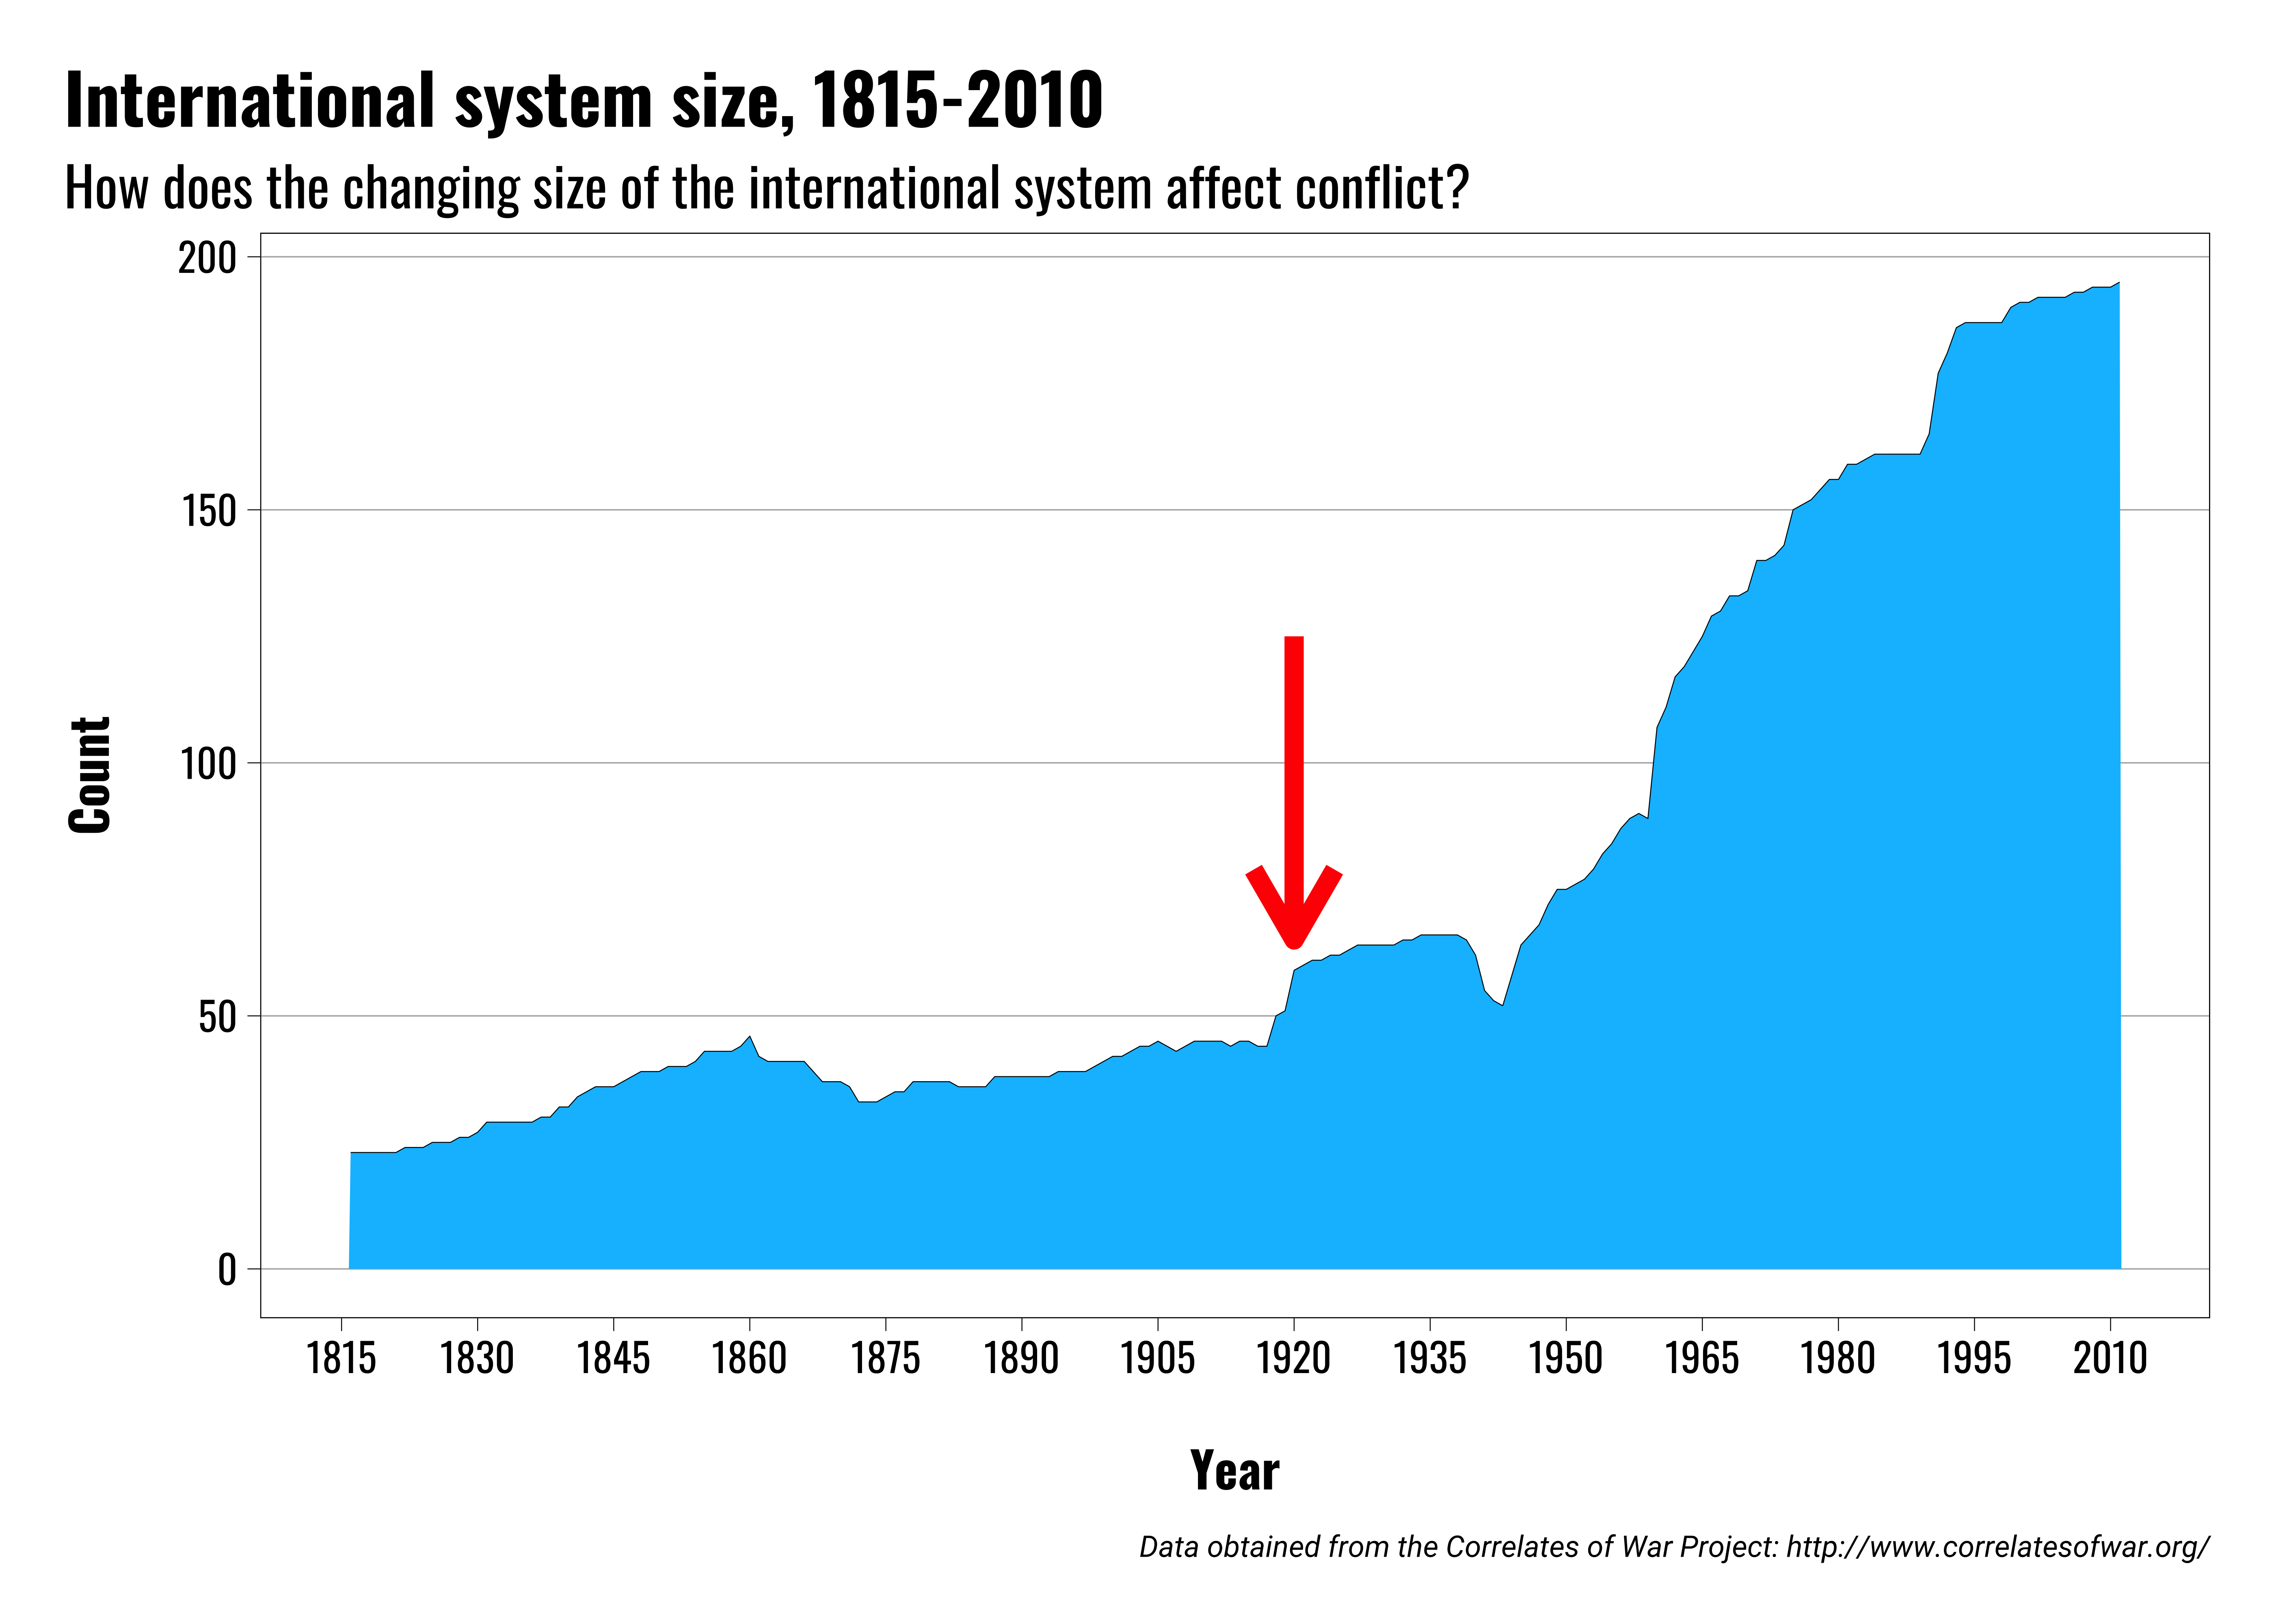 International system size, 1815-2010
How does the changing size of the international system affect conflict?
200
150
100
50
0
Count
1815 1830 1845 1860 1875 1890 1905 1920 1935 1950 1965 1980 1995 2010
Year
Data obtained from the Correlates of War Project: http://www.correlatesofwar.org/